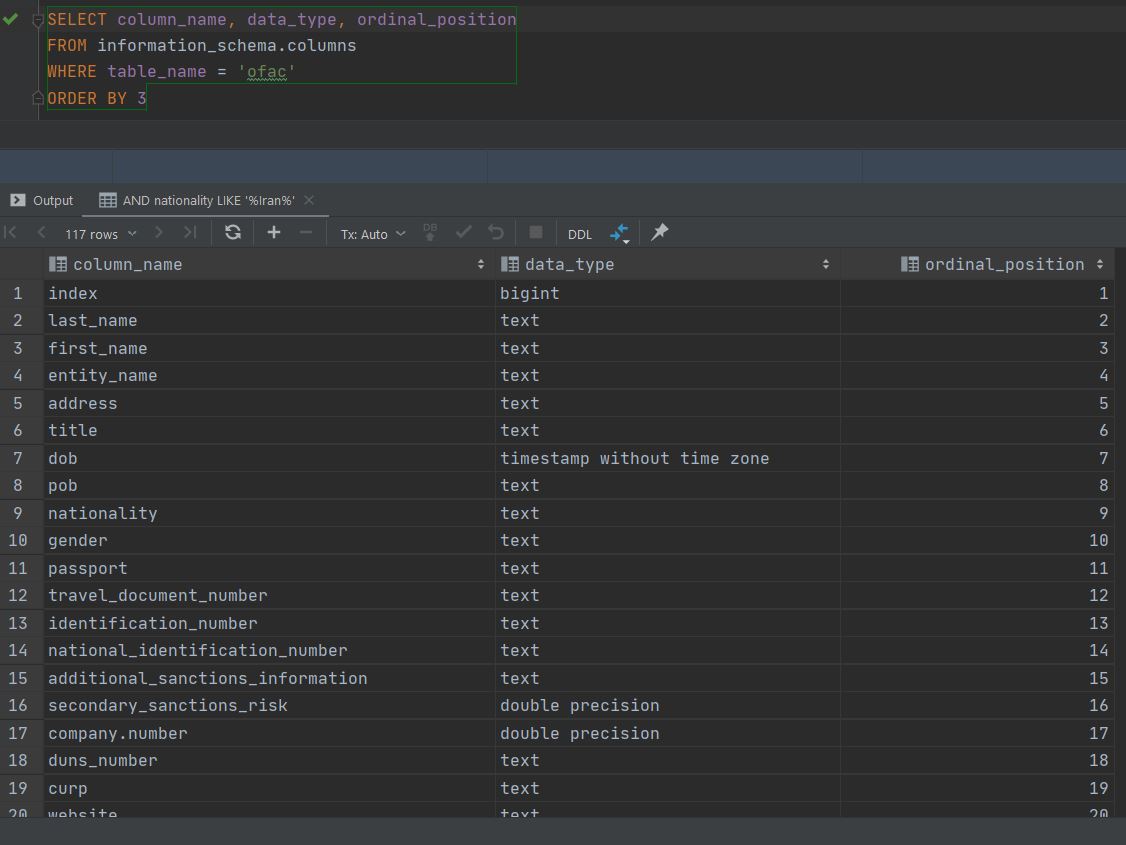 SELECT column_name, data_type, ordinal_position
FROM information_schema.columns
WHERE table_name = 'ofac'
ORDER BY 3
Output AND nationality LIKE '%Iran%'
117 rows Tx: Auto DB DDL
column_name data_type ordinal_position
1 index bigint 1
2 last_name text 2
3 first_name text 3
4 entity_name text 4
5 address text 5
6 title text 6
7 dob timestamp without time zone 7
8 pob text 8
9 nationality text 9
10 gender text 10
11 passport text 11
12 travel_document_number text 12
13 identification_number text 13
14 national_identification_number text 14
15 additional_sanctions_information text 15
16 secondary_sanctions_risk double precision 16
17 company.number double precision 17
18 duns_number text 18
19 curp text 19
20 website text 20